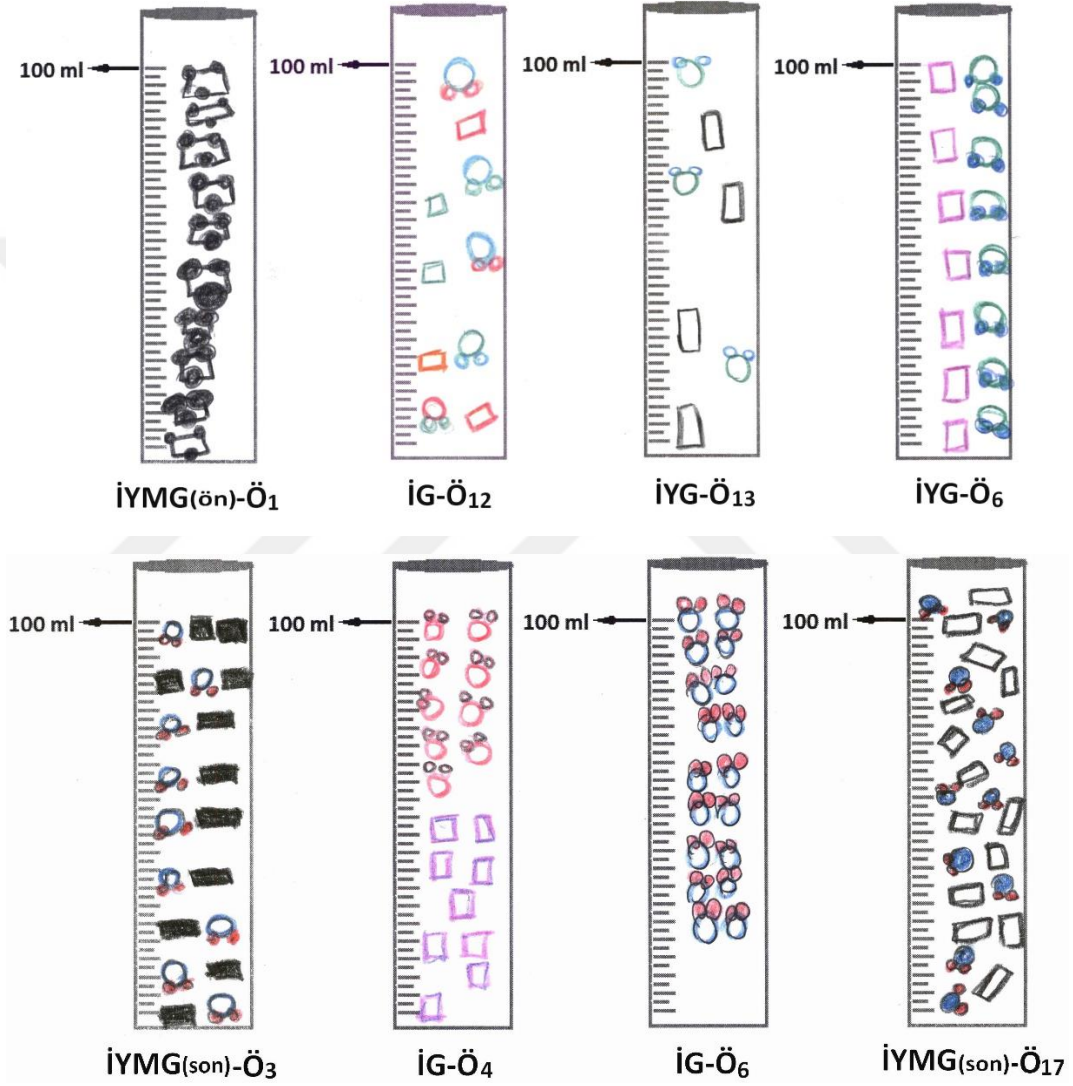 100 ml
100 ml
100 ml
100 ml
İYMG(ön)-Ö₁
İG-Ö₁₂
İYG-Ö₁₃
İYG-Ö₆
100 ml
100 ml
100 ml
100 ml
İYMG(son)-Ö₃
İG-Ö₄
İG-Ö₆
İYMG(son)-Ö₁₇